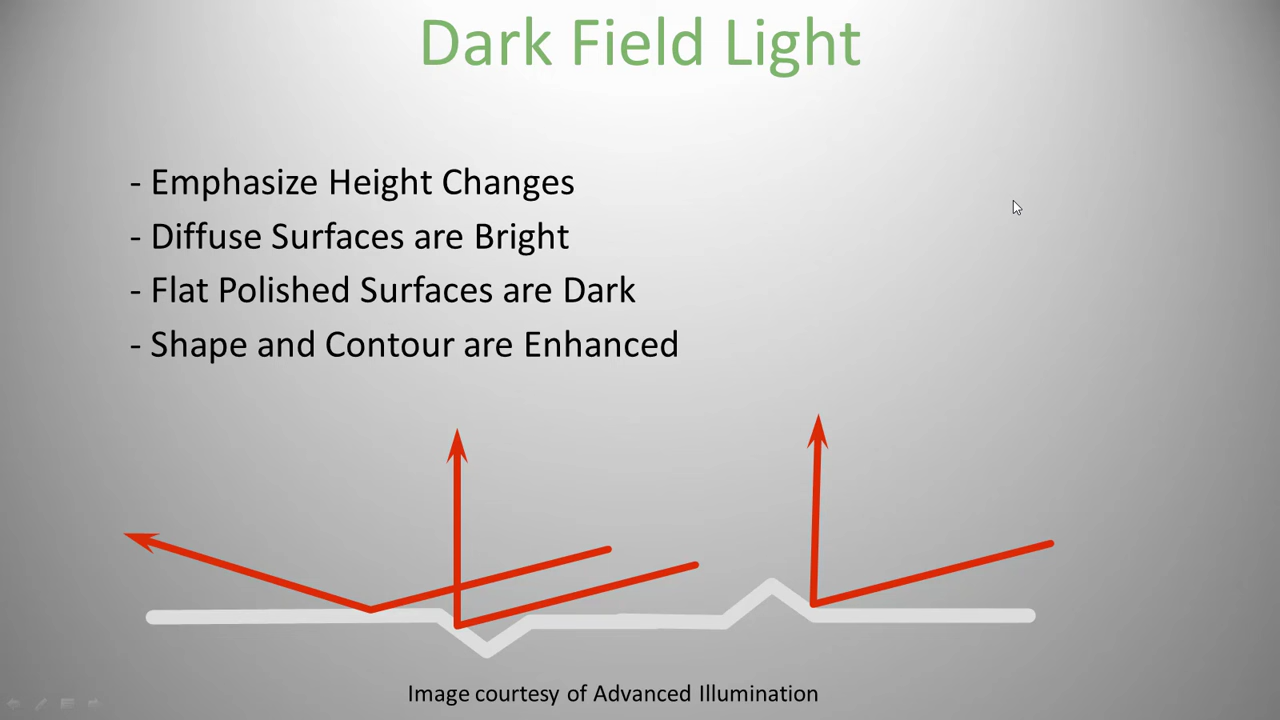 Dark Field Light
- Emphasize Height Changes
- Diffuse Surfaces are Bright
- Flat Polished Surfaces are Dark
- Shape and Contour are Enhanced
Image courtesy of Advanced Illumination